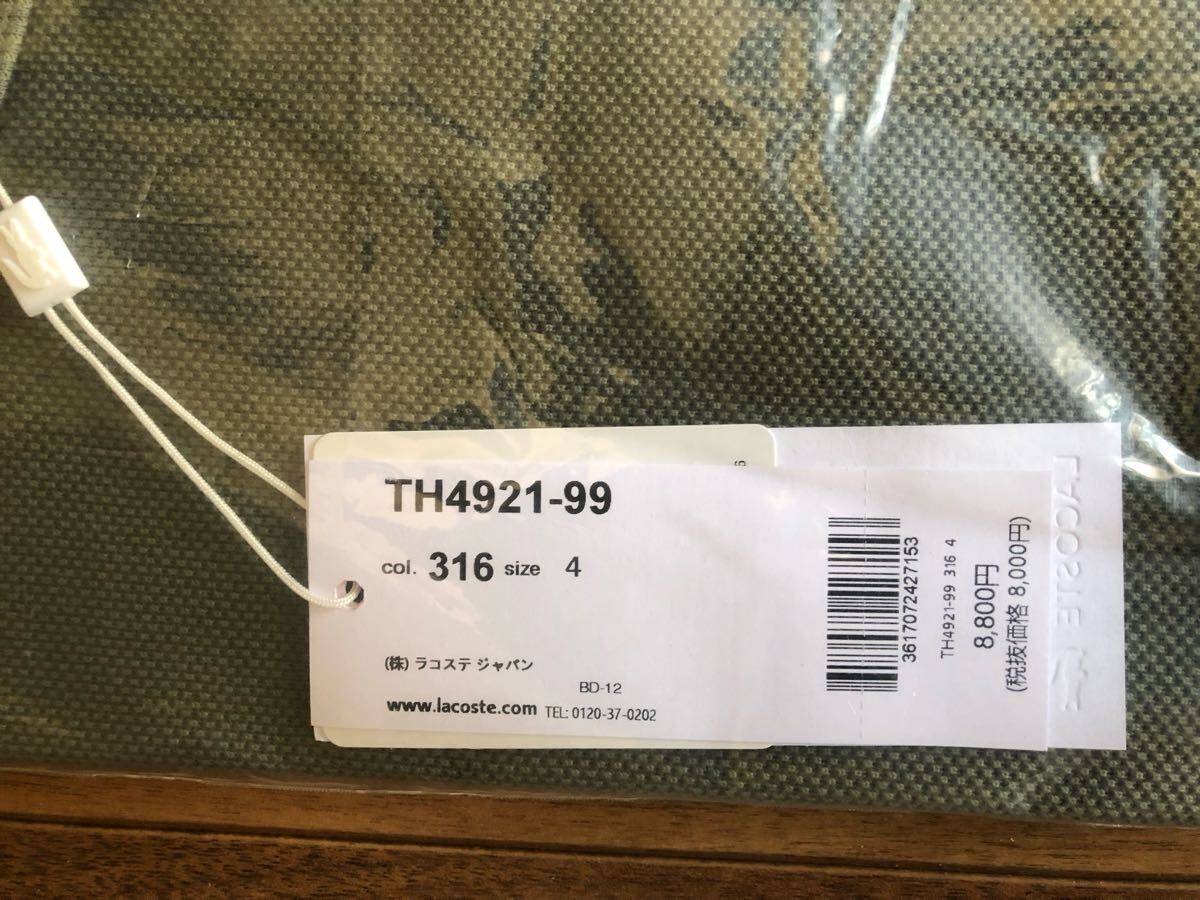 TH4921-99
col. 316 size 4
(株) ラコステ ジャパン
BD-12
www.lacoste.com TEL: 0120-37-0202
3617072427153
TH4921-99 316 4
8,800円
(税抜価格 8,000円)
LACOSTE
6